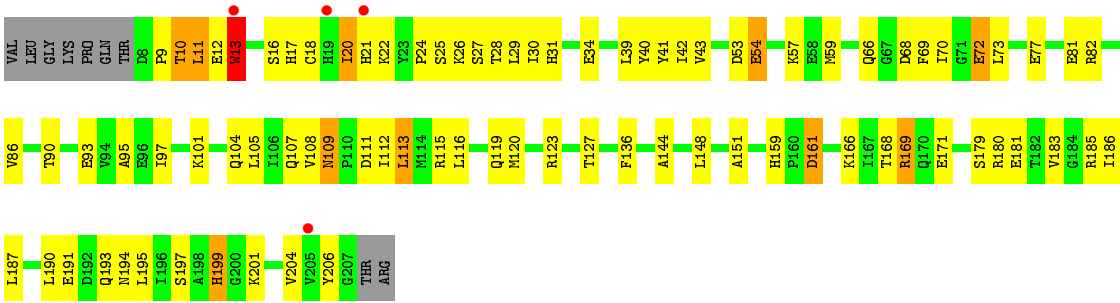 VAL LEU GLY LYS PRO GLN THR D8 P9 T10 L11 E12 W13 S16 H17 C18 H19 I20 H21 K22 Y23 P24 S25 K26 S27 T28 L29 I30 H31 E34 L39 Y40 Y41 I42 V43 D53 E54 K57 E58 M59 Q66 G67 D68 F69 I70 G71 E72 L73 E77 E81 R82
V86 T90 E93 V94 A95 E96 I97 K101 Q104 L105 I106 Q107 V108 N109 P110 D111 I112 L113 M114 R115 L116 Q119 M120 R123 T127 F136 A144 L148 A151 H159 P160 D161 K166 I167 T168 R169 Q170 E171 S179 R180 E181 T182 V183 G184 R185 I186
L187 L190 E191 D192 Q193 N194 L195 I196 S197 A198 H199 G200 K201 V204 V205 Y206 G207 THR ARG